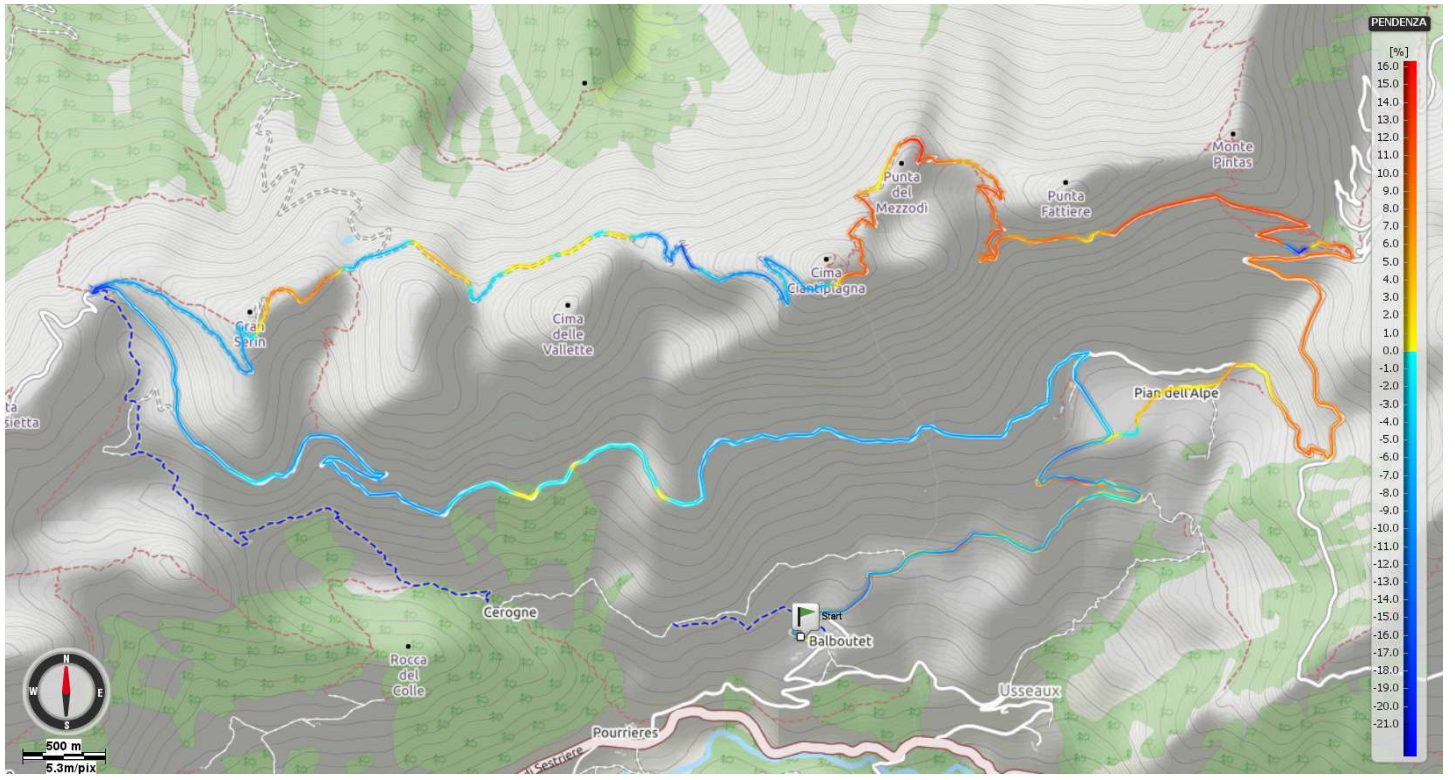 PENDENZA
[%]
16.0
15.0
14.0
13.0
12.0
11.0
10.0
9.0
8.0
7.0
6.0
5.0
4.0
3.0
2.0
1.0
0.0
-1.0
-2.0
-3.0
-4.0
-5.0
-6.0
-7.0
-8.0
-9.0
-10.0
-11.0
-12.0
-13.0
-14.0
-15.0
-16.0
-17.0
-18.0
-19.0
-20.0
-21.0
Monte
Pintas
Punta
del
Mezzodì
Punta
Fattiere
Cima
Ciantiplagna
Gran
Serin
Cima
delle
Vallette
ta
sietta
Pian dell'Alpe
Cerogne
Start
Balboutet
Rocca
del
Colle
Usseaux
Pourrieres
di Sestriere
N
W
E
S
500 m
5.3m/pix